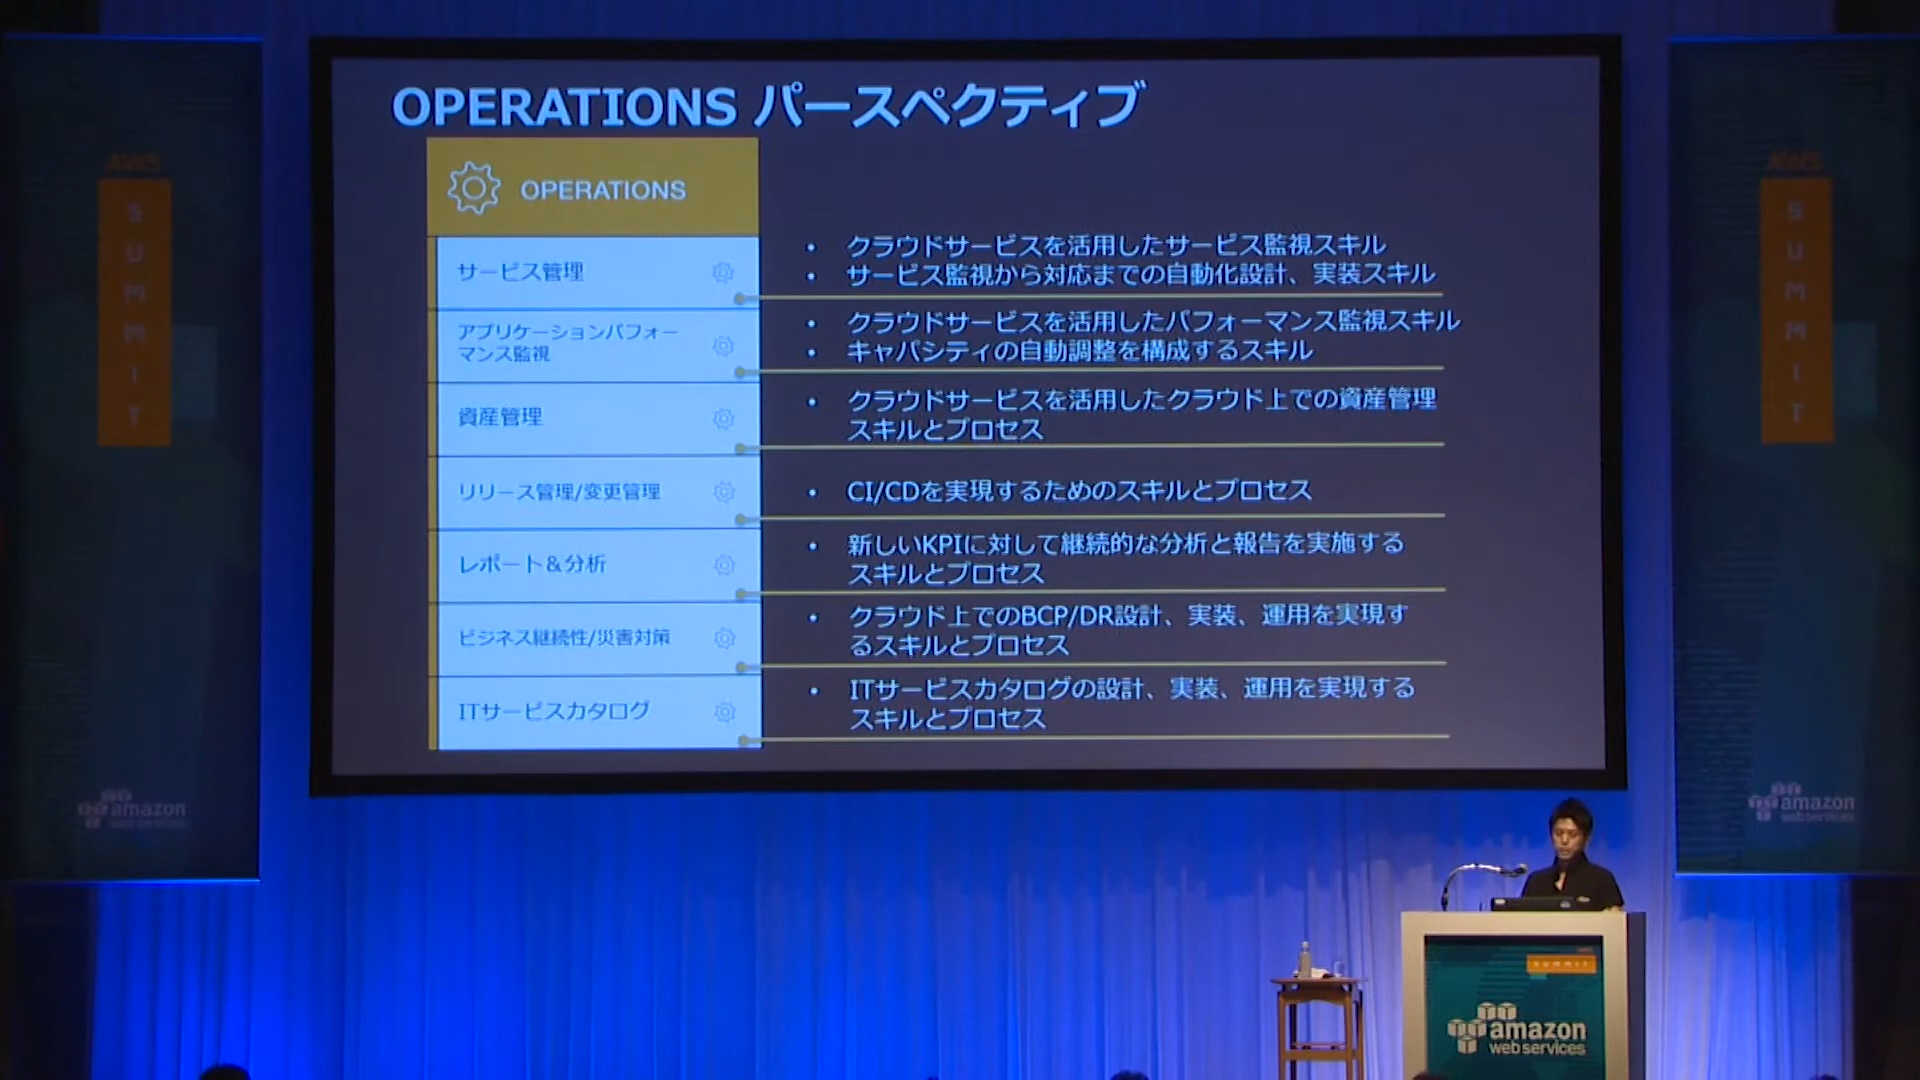 OPERATIONS パースペクティブ
OPERATIONS
サービス管理
・ クラウドサービスを活用したサービス監視スキル
・ サービス監視から対応までの自動化設計、実装スキル
アプリケーションパフォー
マンス監視
・ クラウドサービスを活用したパフォーマンス監視スキル
・ キャパシティの自動調整を構成するスキル
資産管理
・ クラウドサービスを活用したクラウド上での資産管理
スキルとプロセス
リリース管理/変更管理
・ CI/CDを実現するためのスキルとプロセス
レポート&分析
・ 新しいKPIに対して継続的な分析と報告を実施する
スキルとプロセス
ビジネス継続性/災害対策
・ クラウド上でのBCP/DR設計、実装、運用を実現す
るスキルとプロセス
ITサービスカタログ
・ ITサービスカタログの設計、実装、運用を実現する
スキルとプロセス
AWS
SUMMIT
amazon
web services
AWS
SUMMIT
amazon
web services
SUMMIT
amazon
web services